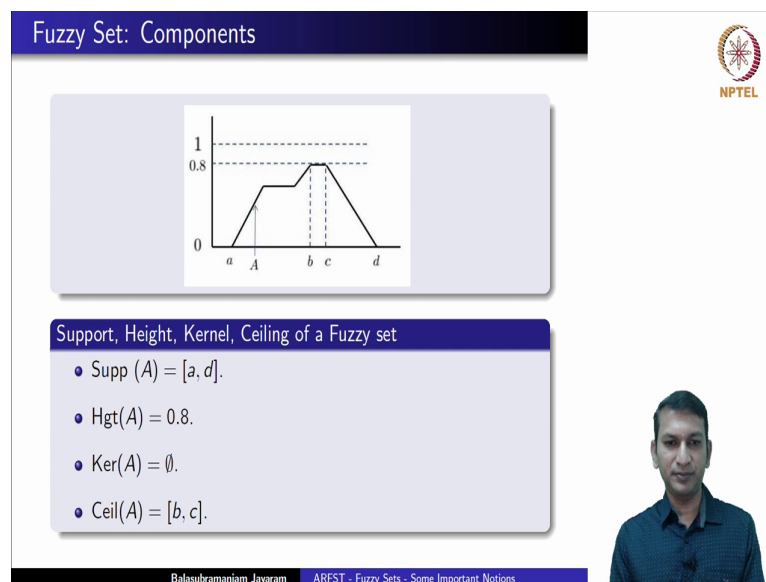 Fuzzy Set: Components
NPTEL
1
0.8
0
a A b c d
Support, Height, Kernel, Ceiling of a Fuzzy set
Supp (A) = [a, d].
Hgt(A) = 0.8.
Ker(A) = ∅.
Ceil(A) = [b, c].
Balasubramaniam Jayaram ARFST - Fuzzy Sets - Some Important Notions